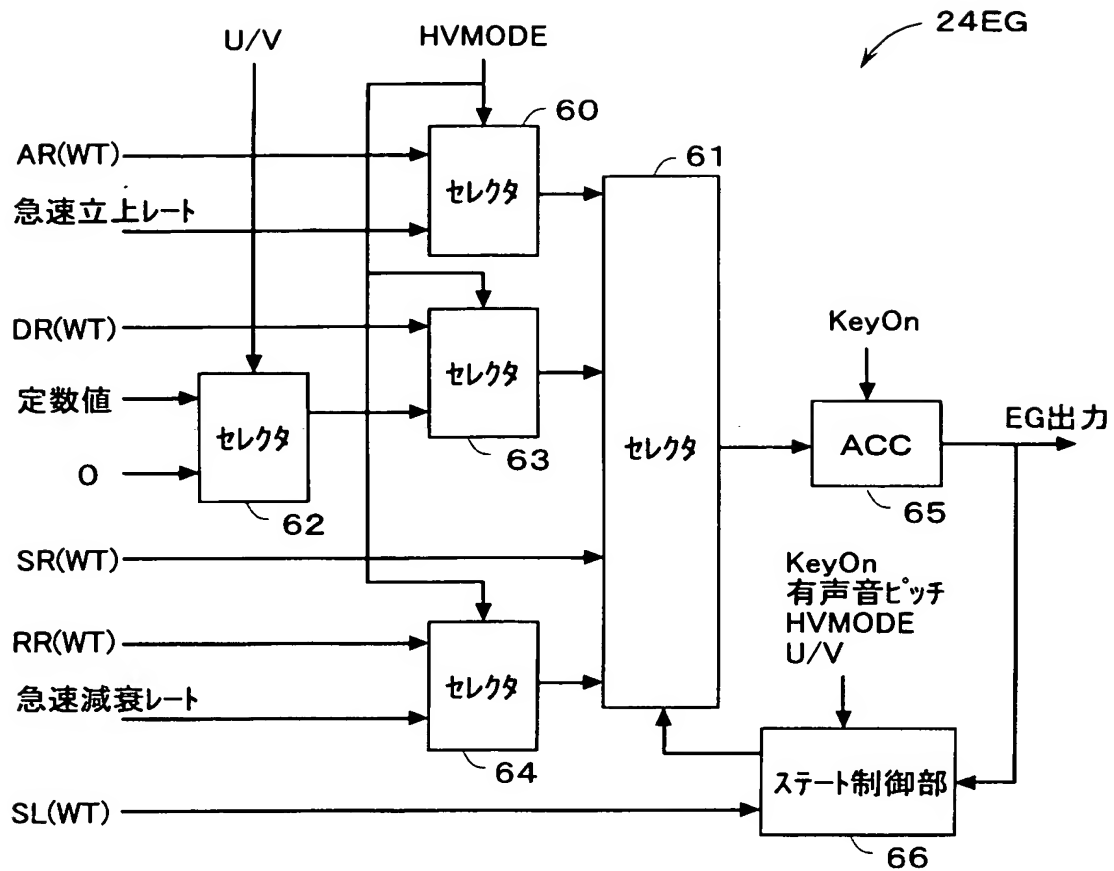 24EG
U/V
HVMODE
60
AR(WT)
セレクタ
急速立上レート
61
DR(WT)
セレクタ
63
KeyOn
定数値
セレクタ
0
62
セレクタ
ACC
65
EG出力
SR(WT)
KeyOn
有声音ピッチ
HVMODE
U/V
RR(WT)
セレクタ
急速減衰レート
64
ステート制御部
66
SL(WT)